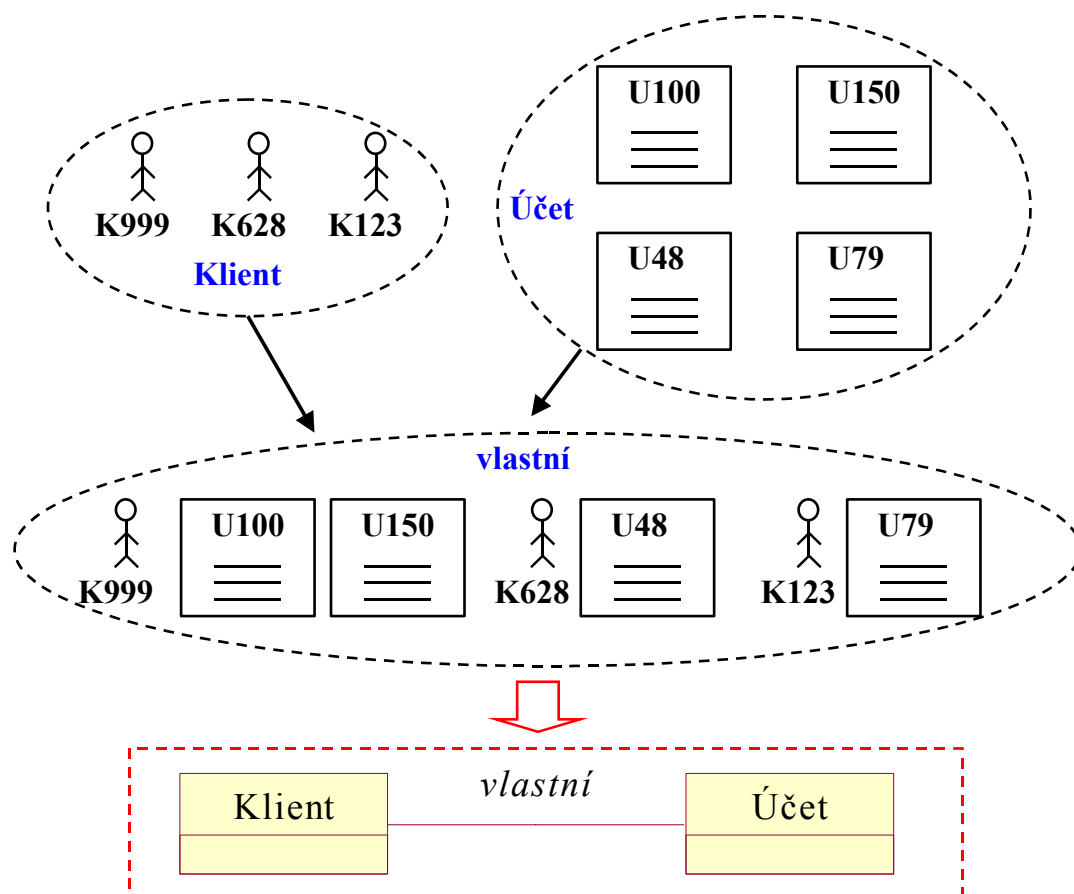 U100 U150
K999 K628 K123
Účet
Klient
U48 U79
vlastní
U100 U150 U48 U79
K999 K628 K123
vlastní
Klient Účet